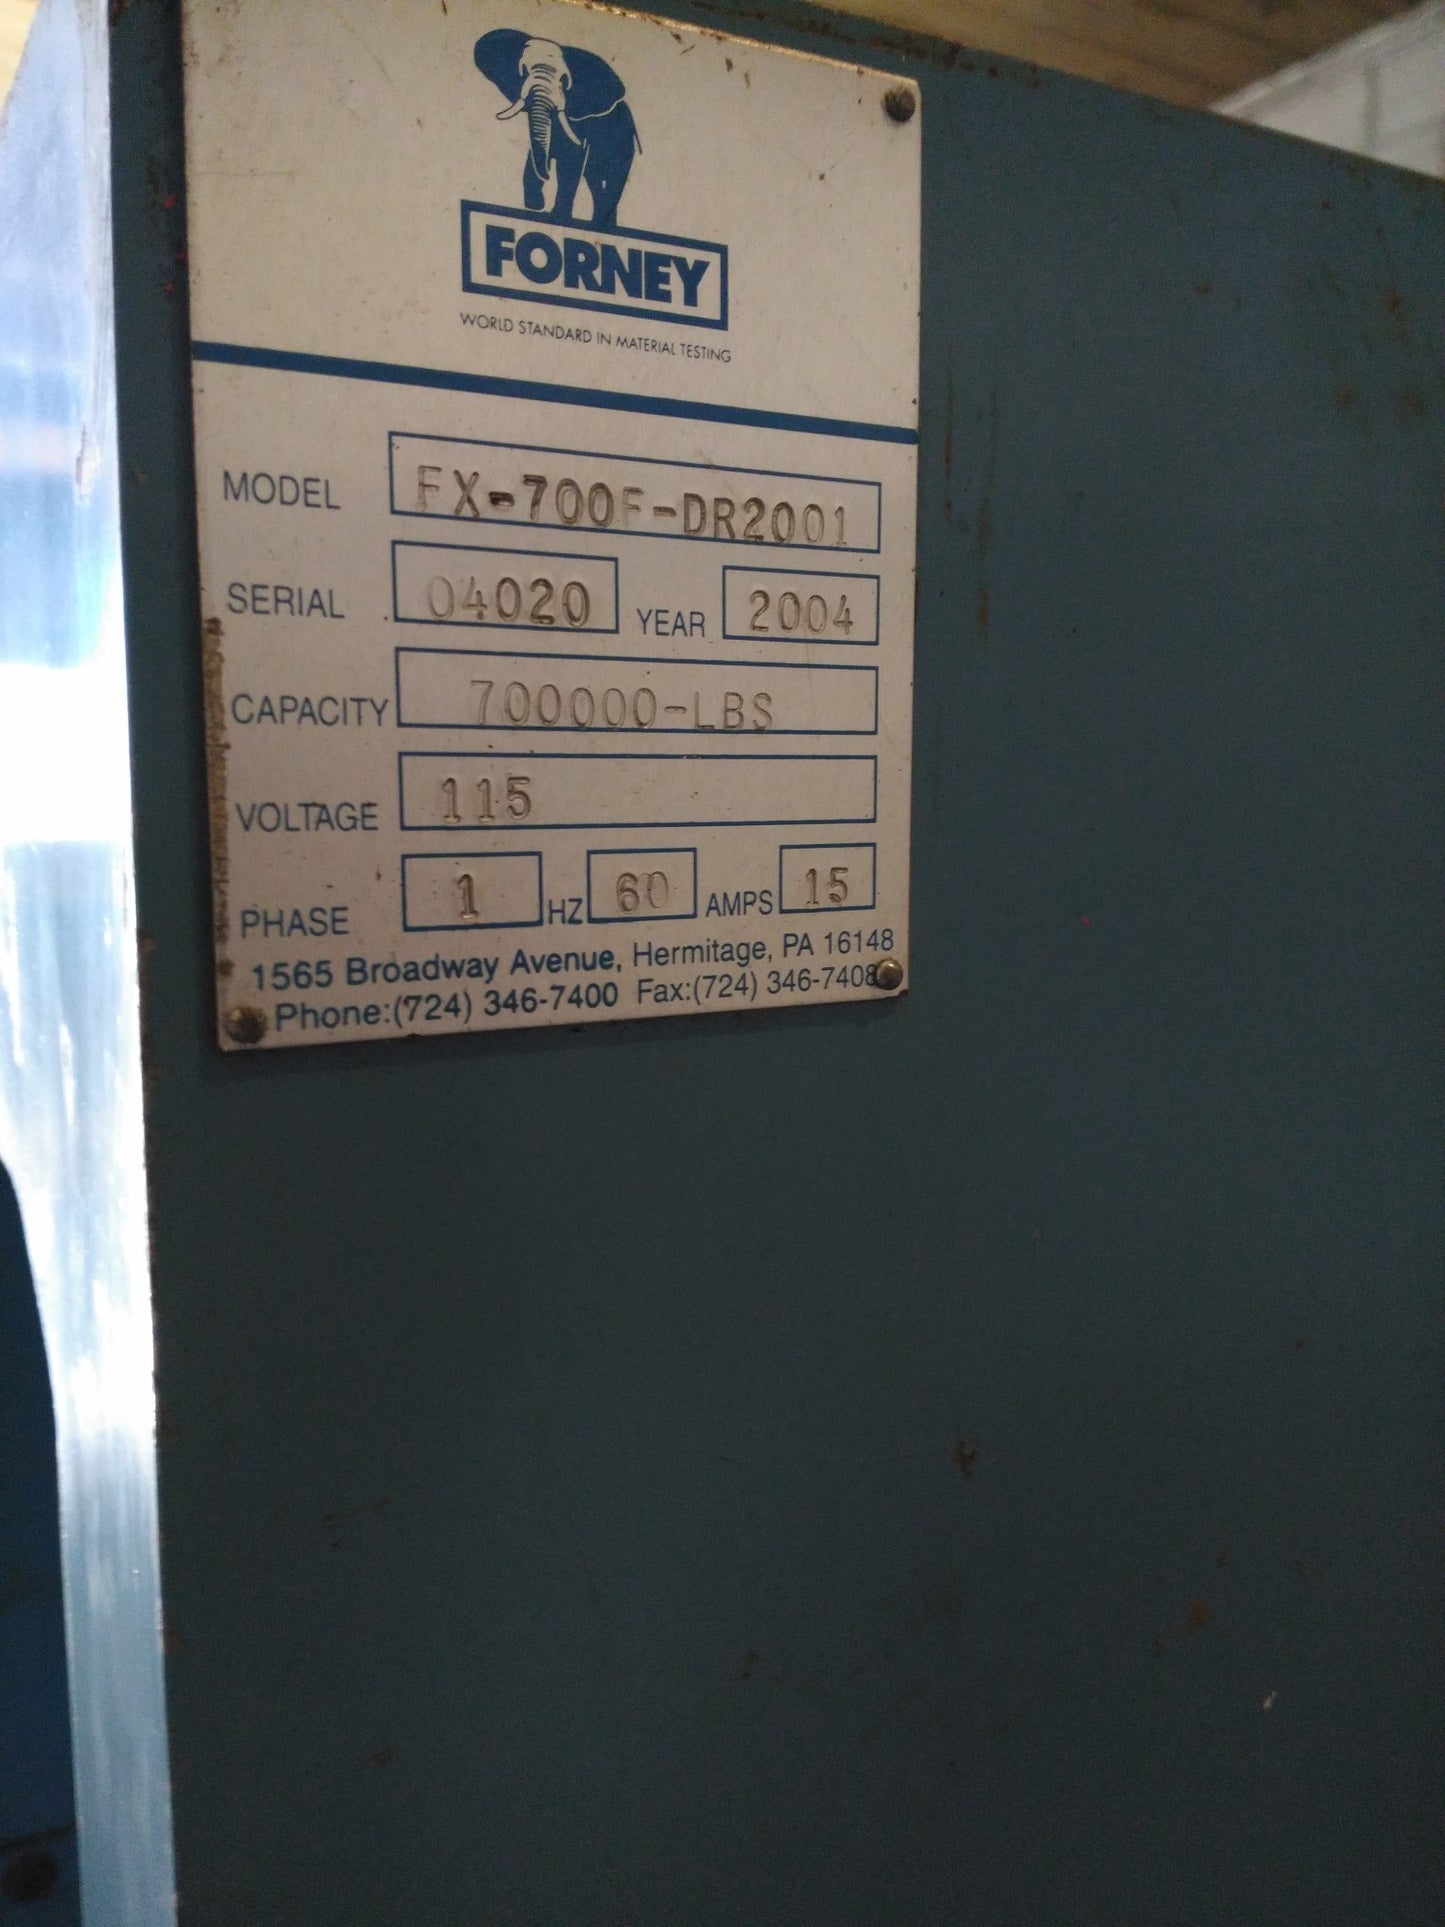 FORNEY
WORLD STANDARD IN MATERIAL TESTING
MODEL FX-700F-DR2001
SERIAL 04020 YEAR 2004
CAPACITY 700000-LBS
VOLTAGE 115
PHASE 1 HZ 60 AMPS 15
1565 Broadway Avenue, Hermitage, PA 16148
Phone:(724) 346-7400 Fax:(724) 346-7408